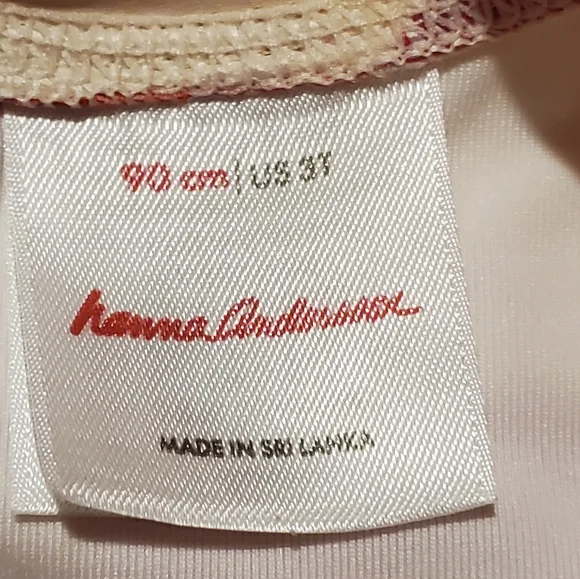 90 cm | US 3T
hanna Andersson
MADE IN SRI LANKA